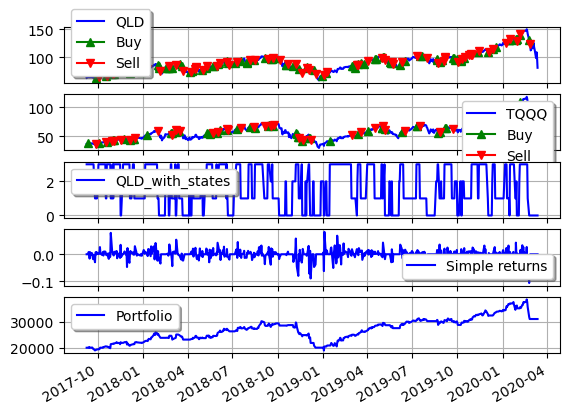 QLD
Buy
Sell
150
100
TQQQ
Buy
Sell
100
50
QLD_with_states
2
0
Simple returns
0.0
−0.1
Portfolio
30000
20000
2017-10
2018-01
2018-04
2018-07
2018-10
2019-01
2019-04
2019-07
2019-10
2020-01
2020-04